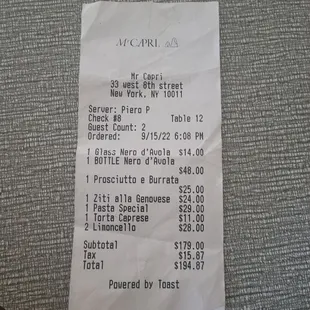 Mr CAPRI
Mr Capri
33 west 8th street
New York, NY 10011
Server: Piero P
Check #8 Table 12
Guest Count: 2
Ordered: 9/15/22 6:08 PM
1 Glass Nero d'Avola $14.00
1 BOTTLE Nero d'Avola
$48.00
1 Prosciutto e Burrata
$25.00
1 Ziti alla Genovese $24.00
1 Pasta Special $29.00
1 Torta Caprese $11.00
2 Limoncello $28.00
Subtotal $179.00
Tax $15.87
Total $194.87
Powered by Toast